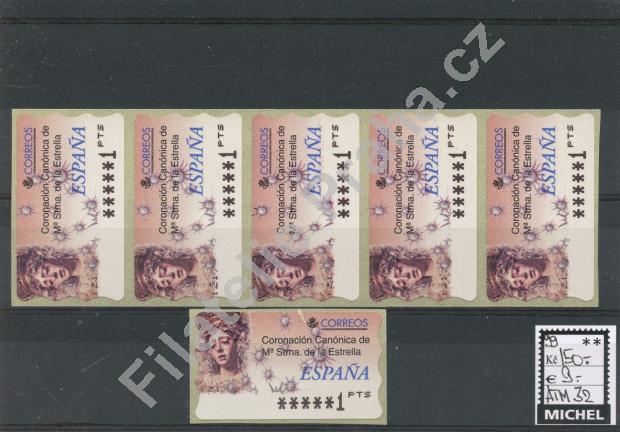 CORREOS
Coronación Canónica de
Mª Stma. de la Estrella
ESPAÑA
*****1 PTS
CORREOS
Coronación Canónica de
Mª Stma. de la Estrella
ESPAÑA
*****1 PTS
CORREOS
Coronación Canónica de
Mª Stma. de la Estrella
ESPAÑA
*****1 PTS
CORREOS
Coronación Canónica de
Mª Stma. de la Estrella
ESPAÑA
*****1 PTS
CORREOS
Coronación Canónica de
Mª Stma. de la Estrella
ESPAÑA
*****1 PTS
CORREOS
Coronación Canónica de
Mª Stma. de la Estrella
ESPAÑA
*****1 PTS
99 **
Kč 150.-
€ 9.-
ATM 32
MICHEL
Filatelie Praha.cz